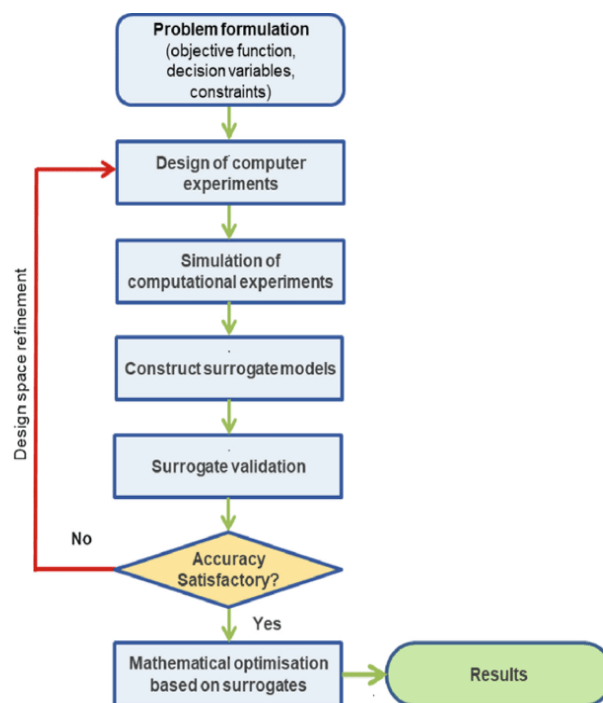 Problem formulation
(objective function,
decision variables,
constraints)
Design of computer
experiments
Simulation of
computational experiments
Construct surrogate models
Surrogate validation
Design space refinement
No
Accuracy
Satisfactory?
Yes
Mathematical optimisation
based on surrogates
Results